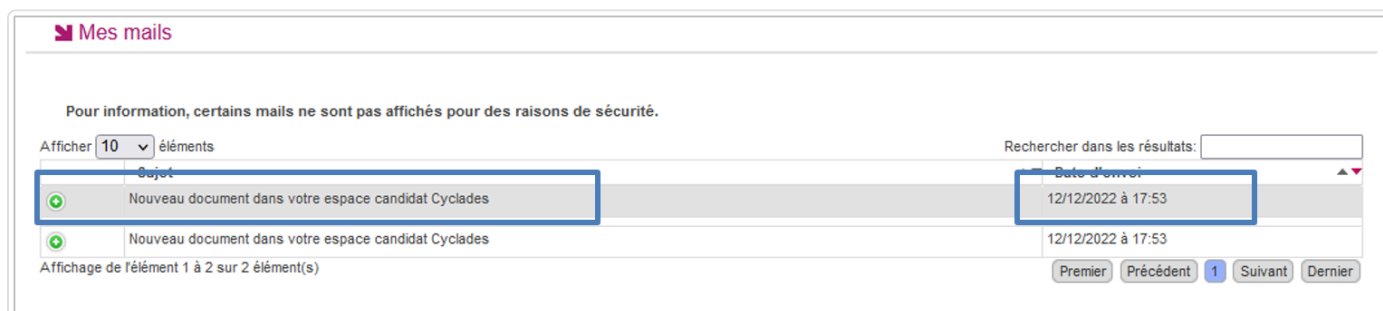 Mes mails
Pour information, certains mails ne sont pas affichés pour des raisons de sécurité.
Afficher 10 éléments
Rechercher dans les résultats:
Sujet Date d'envoi
Nouveau document dans votre espace candidat Cyclades 12/12/2022 à 17:53
Nouveau document dans votre espace candidat Cyclades 12/12/2022 à 17:53
Affichage de l'élément 1 à 2 sur 2 élément(s) Premier Précédent 1 Suivant Dernier